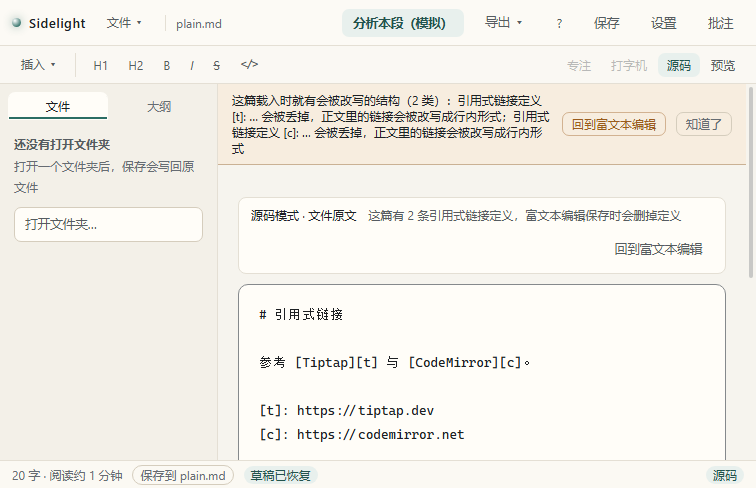 Sidelight 文件 ▾ plain.md 分析本段（模拟） 导出 ▾ ? 保存 设置 批注
插入 ▾ H1 H2 B I S </> 专注 打字机 源码 预览
文件 大纲
还没有打开文件夹
打开一个文件夹后，保存会写回原
文件
打开文件夹...
这篇载入时就有会被改写的结构（2 类）：引用式链接定义
[t]: ... 会被丢掉，正文里的链接会被改写成行内形式；引用式
链接定义 [c]: ... 会被丢掉，正文里的链接会被改写成行内形
式
回到富文本编辑 知道了
源码模式 · 文件原文 这篇有 2 条引用式链接定义，富文本编辑保存时会删掉定义
回到富文本编辑
# 引用式链接
参考 [Tiptap][t] 与 [CodeMirror][c]。
[t]: https://tiptap.dev
[c]: https://codemirror.net
20 字 · 阅读约 1 分钟 保存到 plain.md 草稿已恢复 源码